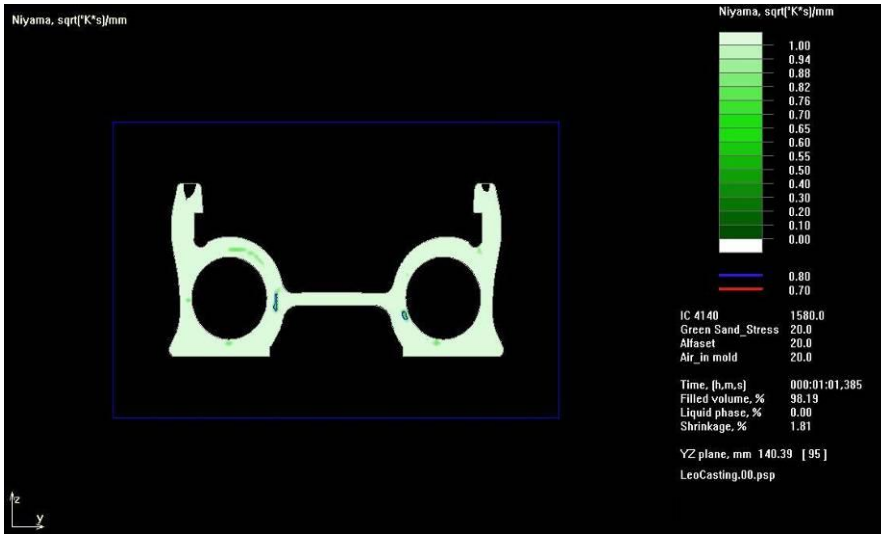 Niyama, sqrt(°K*s)/mm
Niyama, sqrt(°K*s)/mm
1.00
0.94
0.88
0.82
0.76
0.70
0.65
0.60
0.55
0.50
0.40
0.30
0.20
0.10
0.00
0.80
0.70
IC 4140 1580.0
Green Sand_Stress 20.0
Alfaset 20.0
Air_in mold 20.0
Time, (h,m,s) 000:01:01,385
Filled volume, % 98.19
Liquid phase, % 0.00
Shrinkage, % 1.81
YZ plane, mm 140.39 [ 95 ]
LeoCasting.00.psp
z
y